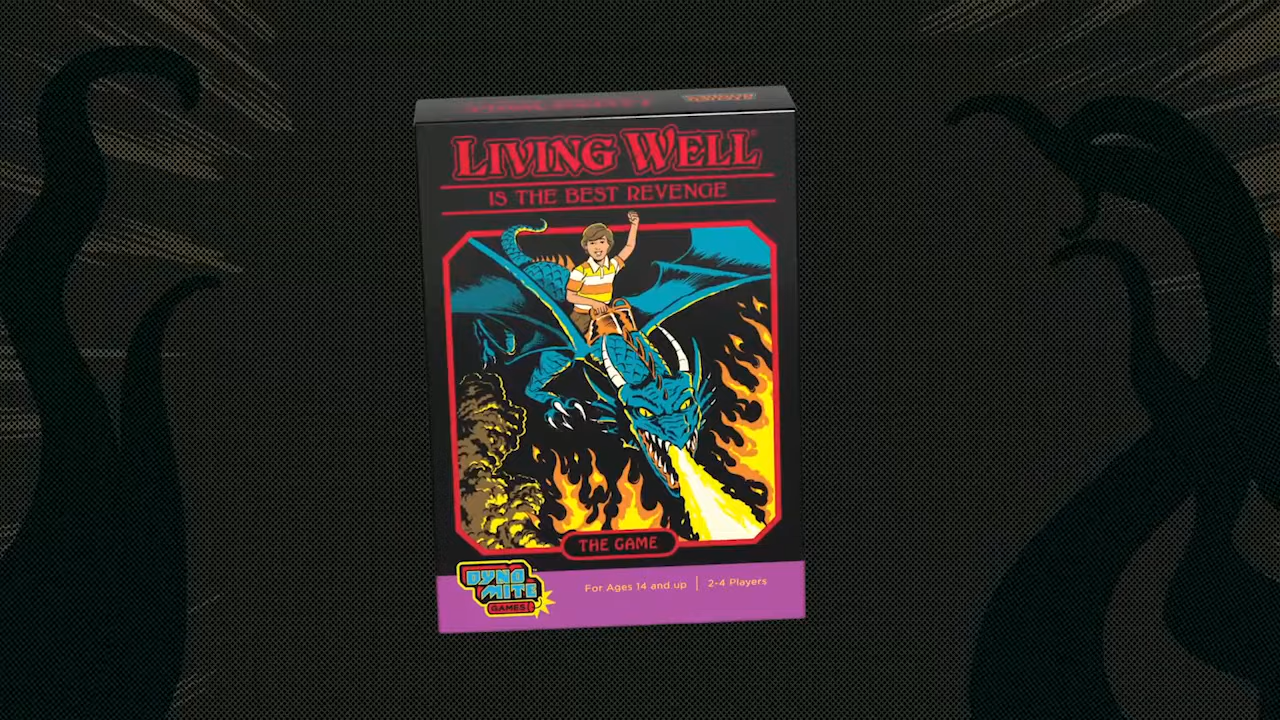 LIVING WELL
IS THE BEST REVENGE
THE GAME
DYNO
MITE
GAMES
For Ages 14 and up | 2-4 Players